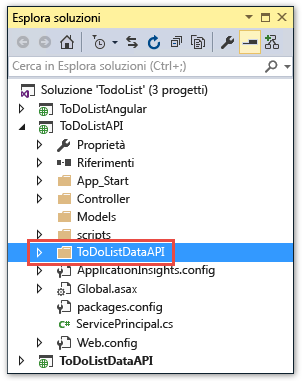 Esplora soluzioni
Cerca in Esplora soluzioni (Ctrl+;)
Soluzione 'TodoList' (3 progetti)
ToDoListAngular
ToDoListAPI
Proprietà
Riferimenti
App_Start
Controller
Models
scripts
ToDoListDataAPI
ApplicationInsights.config
Global.asax
packages.config
C# ServicePrincipal.cs
Web.config
ToDoListDataAPI